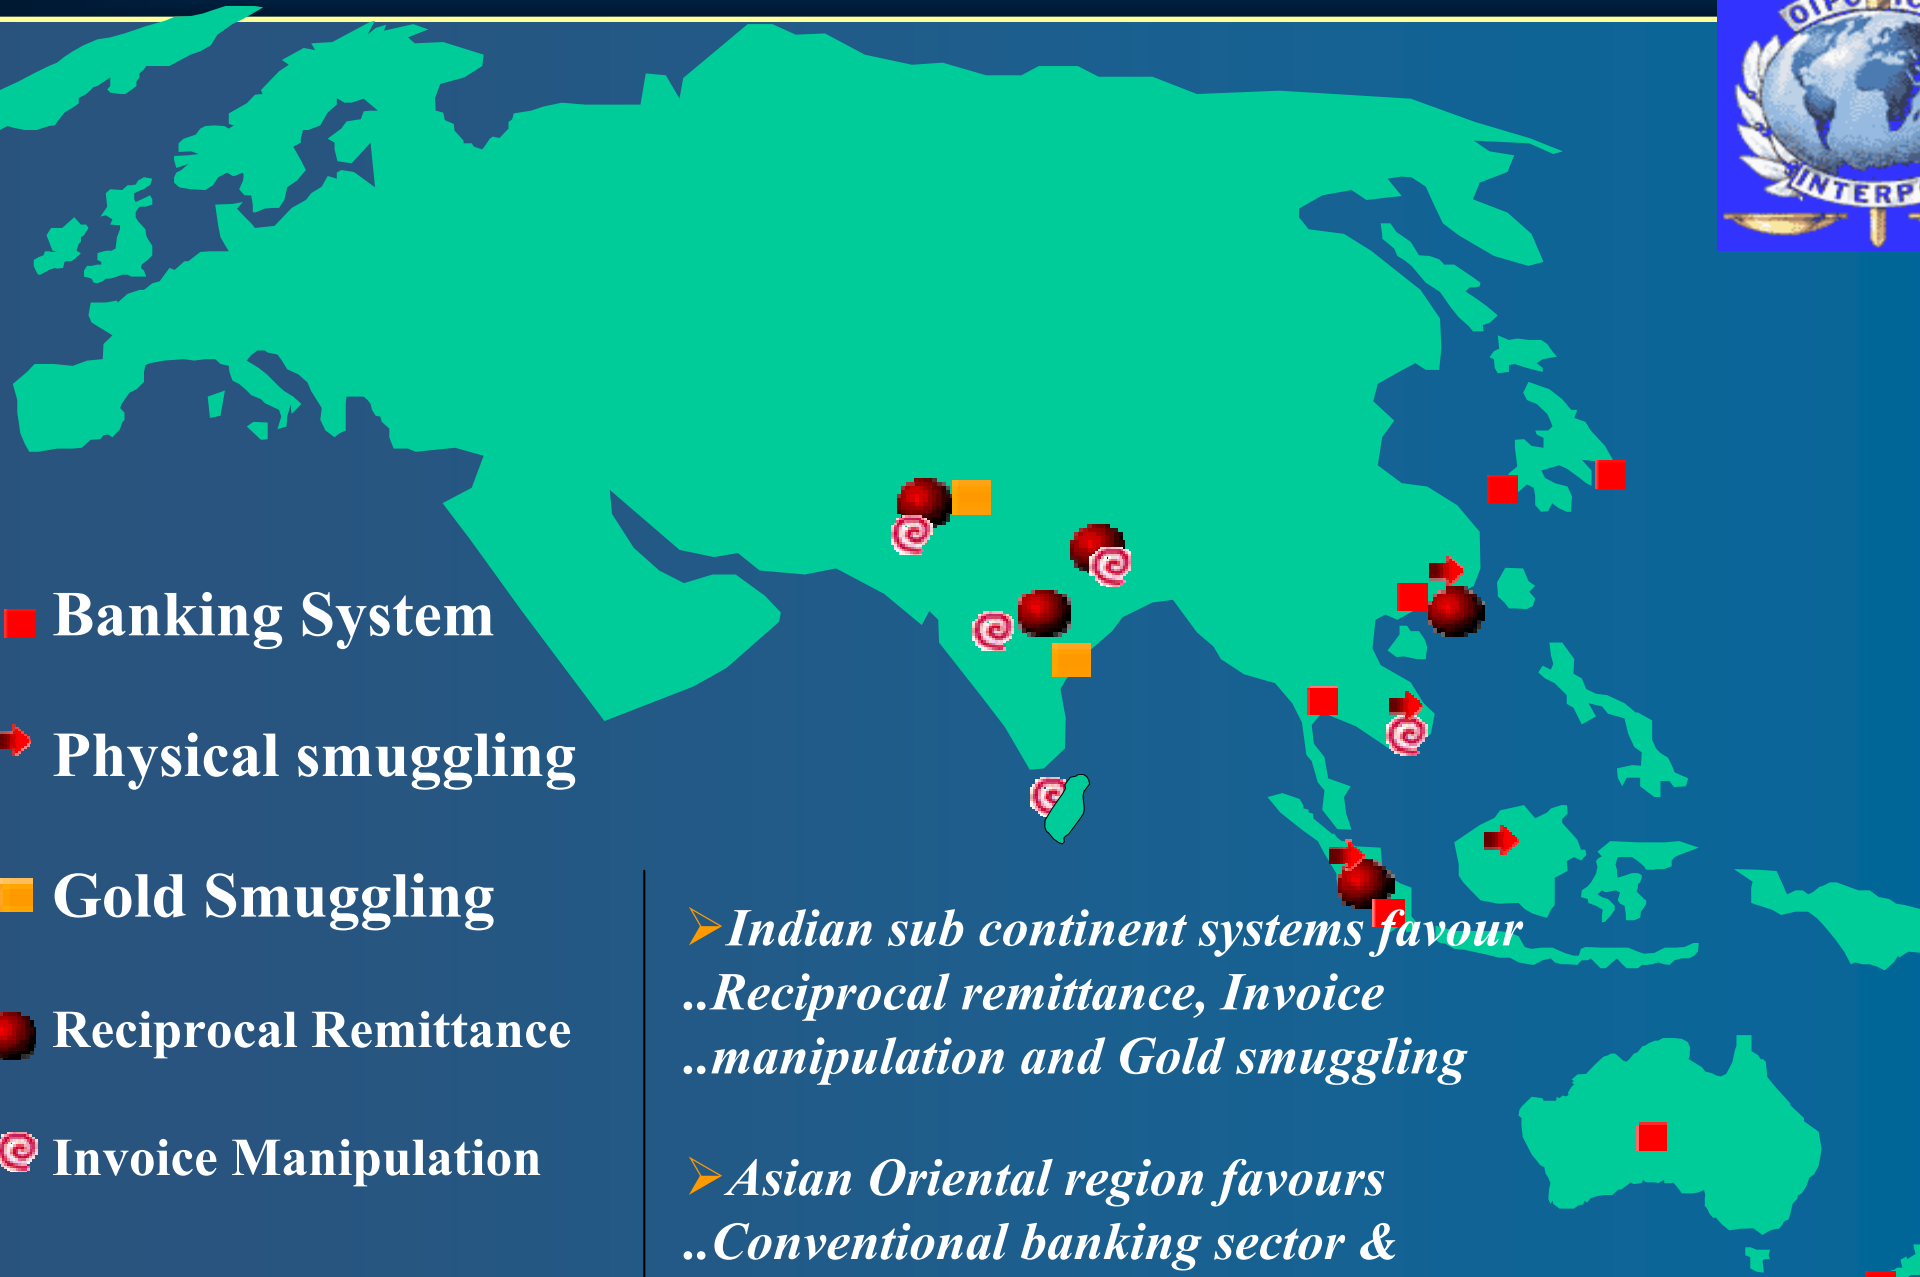 Banking System
Physical smuggling
Gold Smuggling
Reciprocal Remittance
Invoice Manipulation
Indian sub continent systems favour
..Reciprocal remittance, Invoice
..manipulation and Gold smuggling
Asian Oriental region favours
..Conventional banking sector &